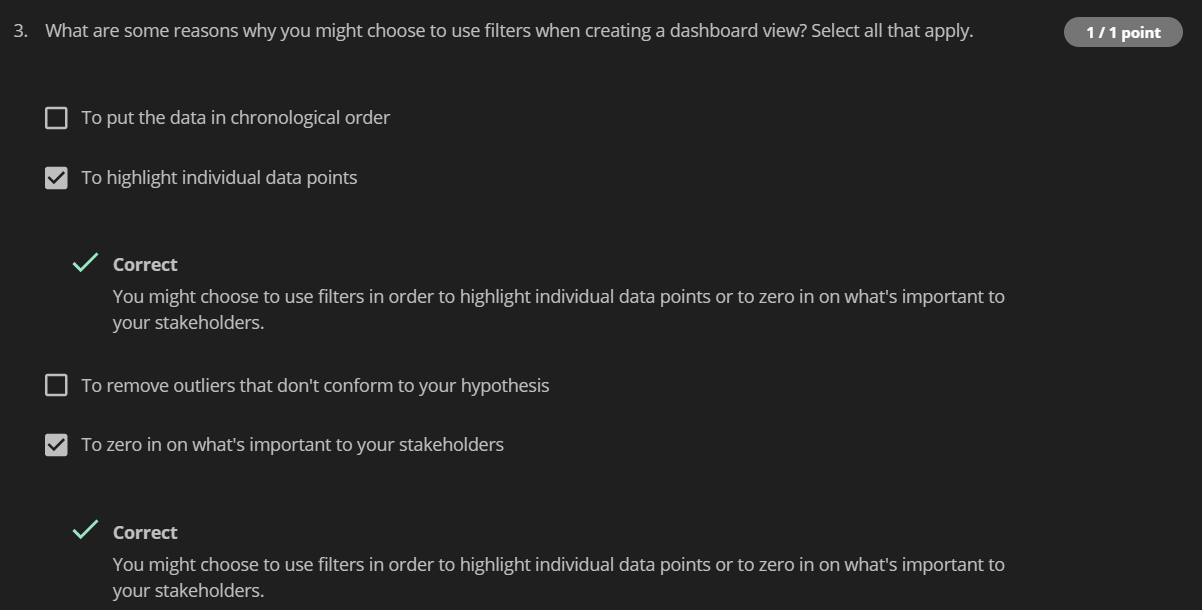 3. What are some reasons why you might choose to use filters when creating a dashboard view? Select all that apply.
1 / 1 point
To put the data in chronological order
To highlight individual data points
Correct
You might choose to use filters in order to highlight individual data points or to zero in on what's important to
your stakeholders.
To remove outliers that don't conform to your hypothesis
To zero in on what's important to your stakeholders
Correct
You might choose to use filters in order to highlight individual data points or to zero in on what's important to
your stakeholders.